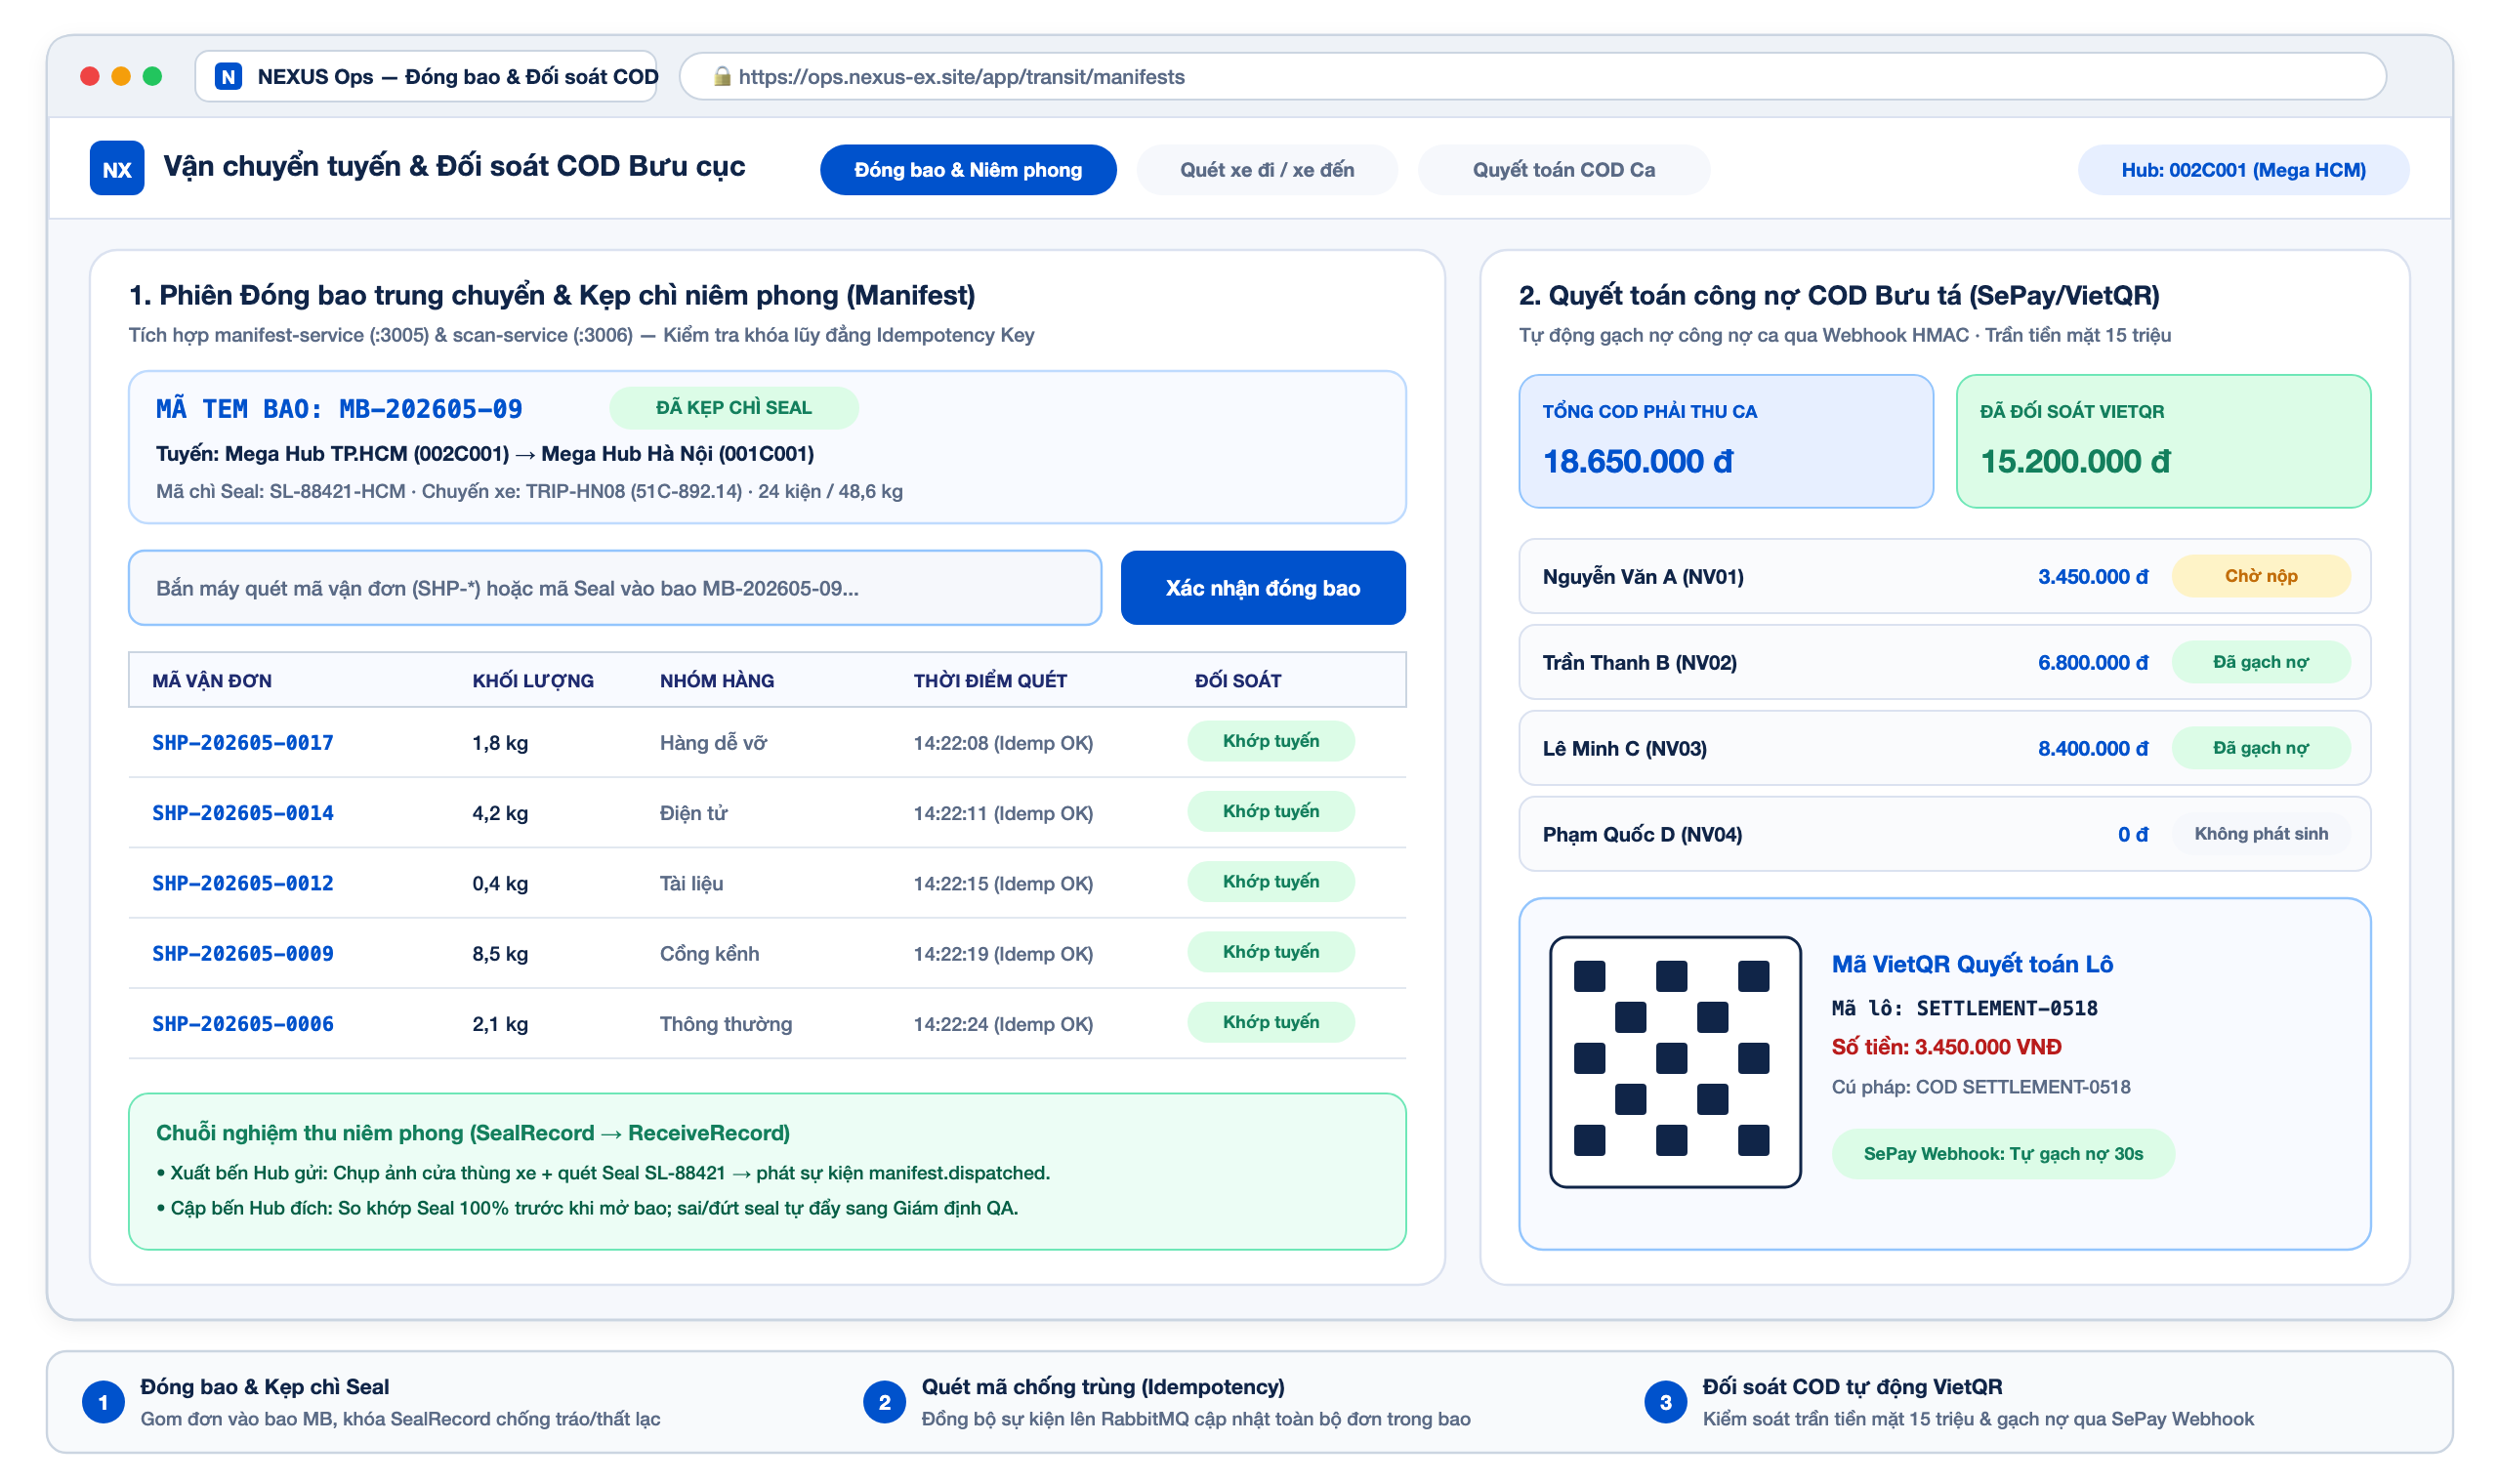 N NEXUS Ops — Đóng bao & Đối soát COD
https://ops.nexus-ex.site/app/transit/manifests
NX Vận chuyển tuyến & Đối soát COD Bưu cục
Đóng bao & Niêm phong
Quét xe đi / xe đến
Quyết toán COD Ca
Hub: 002C001 (Mega HCM)
1. Phiên Đóng bao trung chuyển & Kẹp chì niêm phong (Manifest)
Tích hợp manifest-service (:3005) & scan-service (:3006) — Kiểm tra khóa lũy đẳng Idempotency Key
MÃ TEM BAO: MB-202605-09
ĐÃ KẸP CHÌ SEAL
Tuyến: Mega Hub TP.HCM (002C001) → Mega Hub Hà Nội (001C001)
Mã chì Seal: SL-88421-HCM · Chuyến xe: TRIP-HN08 (51C-892.14) · 24 kiện / 48,6 kg
Bắn máy quét mã vận đơn (SHP-*) hoặc mã Seal vào bao MB-202605-09...
Xác nhận đóng bao
MÃ VẬN ĐƠN KHỐI LƯỢNG NHÓM HÀNG THỜI ĐIỂM QUÉT ĐỐI SOÁT
SHP-202605-0017 1,8 kg Hàng dễ vỡ 14:22:08 (Idemp OK) Khớp tuyến
SHP-202605-0014 4,2 kg Điện tử 14:22:11 (Idemp OK) Khớp tuyến
SHP-202605-0012 0,4 kg Tài liệu 14:22:15 (Idemp OK) Khớp tuyến
SHP-202605-0009 8,5 kg Cồng kềnh 14:22:19 (Idemp OK) Khớp tuyến
SHP-202605-0006 2,1 kg Thông thường 14:22:24 (Idemp OK) Khớp tuyến
Chuỗi nghiệm thu niêm phong (SealRecord → ReceiveRecord)
• Xuất bến Hub gửi: Chụp ảnh cửa thùng xe + quét Seal SL-88421 → phát sự kiện manifest.dispatched.
• Cập bến Hub đích: So khớp Seal 100% trước khi mở bao; sai/đứt seal tự đẩy sang Giám định QA.
2. Quyết toán công nợ COD Bưu tá (SePay/VietQR)
Tự động gạch nợ công nợ ca qua Webhook HMAC · Trần tiền mặt 15 triệu
TỔNG COD PHẢI THU CA
18.650.000 đ
ĐÃ ĐỐI SOÁT VIETQR
15.200.000 đ
Nguyễn Văn A (NV01) 3.450.000 đ Chờ nộp
Trần Thanh B (NV02) 6.800.000 đ Đã gạch nợ
Lê Minh C (NV03) 8.400.000 đ Đã gạch nợ
Phạm Quốc D (NV04) 0 đ Không phát sinh
Mã VietQR Quyết toán Lô
Mã lô: SETTLEMENT-0518
Số tiền: 3.450.000 VNĐ
Cú pháp: COD SETTLEMENT-0518
SePay Webhook: Tự gạch nợ 30s
1 Đóng bao & Kẹp chì Seal
Gom đơn vào bao MB, khóa SealRecord chống tráo/thất lạc
2 Quét mã chống trùng (Idempotency)
Đồng bộ sự kiện lên RabbitMQ cập nhật toàn bộ đơn trong bao
3 Đối soát COD tự động VietQR
Kiểm soát trần tiền mặt 15 triệu & gạch nợ qua SePay Webhook